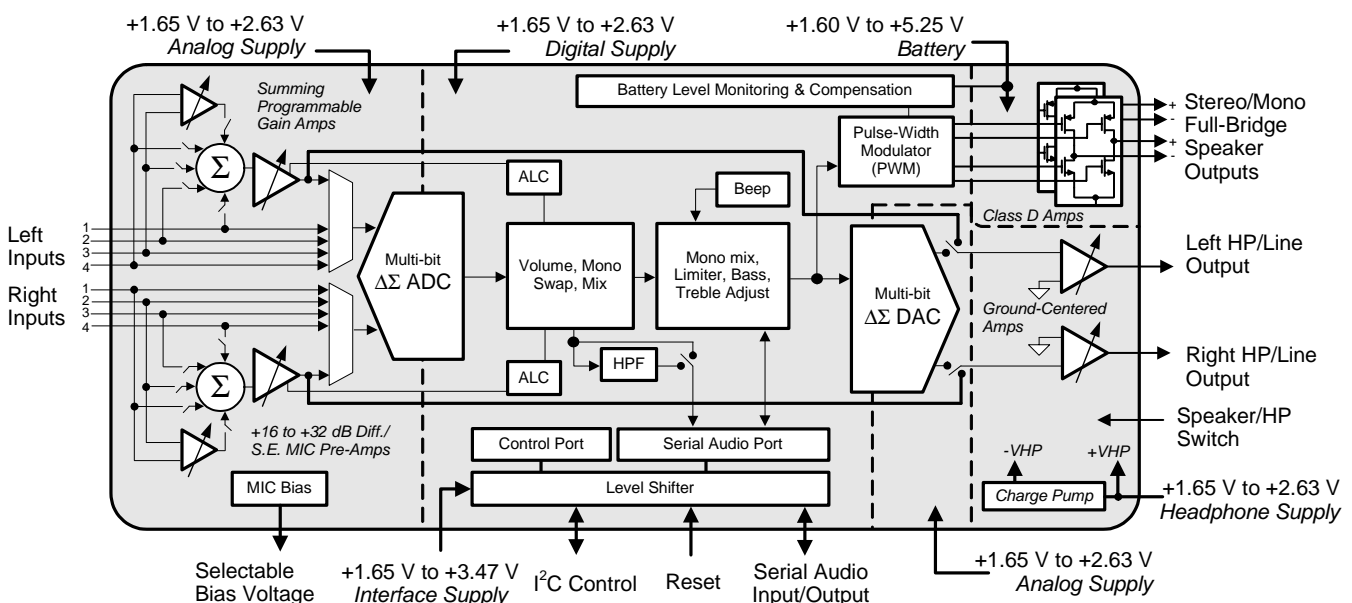 +1.65 V to +2.63 V
Analog Supply
+1.65 V to +2.63 V
Digital Supply
+1.60 V to +5.25 V
Battery
Summing
Programmable
Gain Amps
Battery Level Monitoring & Compensation
Pulse-Width
Modulator
(PWM)
+
-
+
-
Stereo/Mono
Full-Bridge
Speaker
Outputs
Class D Amps
Σ
ALC
Beep
Left
Inputs
1
2
3
4
Right
Inputs
1
2
3
4
Multi-bit
ΔΣ ADC
Volume, Mono
Swap, Mix
Mono mix,
Limiter, Bass,
Treble Adjust
Multi-bit
ΔΣ DAC
Left HP/Line
Output
Ground-Centered
Amps
Right HP/Line
Output
Σ
ALC
HPF
+16 to +32 dB Diff./
S.E. MIC Pre-Amps
Control Port
Serial Audio Port
Speaker/HP
Switch
MIC Bias
Level Shifter
-VHP
+VHP
Charge Pump
+1.65 V to +2.63 V
Headphone Supply
Selectable
Bias Voltage
+1.65 V to +3.47 V
Interface Supply
I²C Control
Reset
Serial Audio
Input/Output
+1.65 V to +2.63 V
Analog Supply